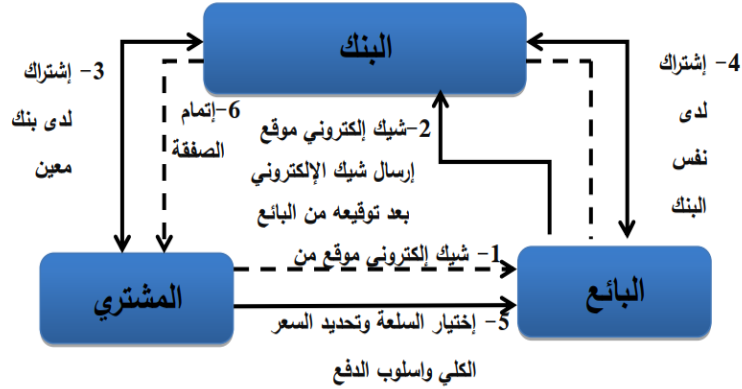 البنك
4- إشتراك
لدى
نفس
البنك
3- إشتراك
لدى بنك
معين
6-إتمام
الصفقة
2-شيك إلكتروني موقع
إرسال شيك الإلكتروني
بعد توقيعه من البائع
1- شيك إلكتروني موقع من
البائع
المشتري
5- إختيار السلعة وتحديد السعر
الكلي واسلوب الدفع